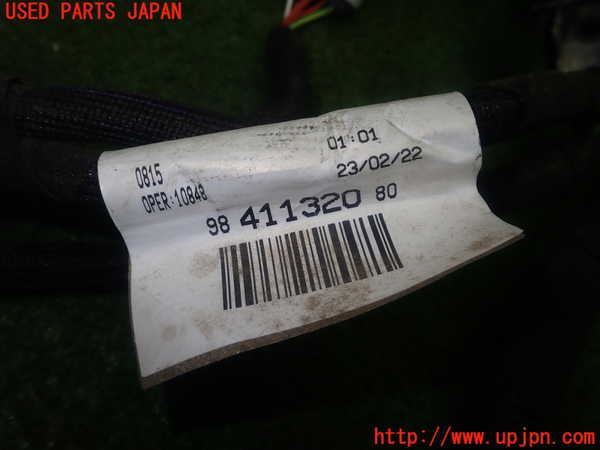 USED PARTS JAPAN
0815
01:01
OPER:10848
23/02/22
98 411320 80
http://www.upjpn.com/